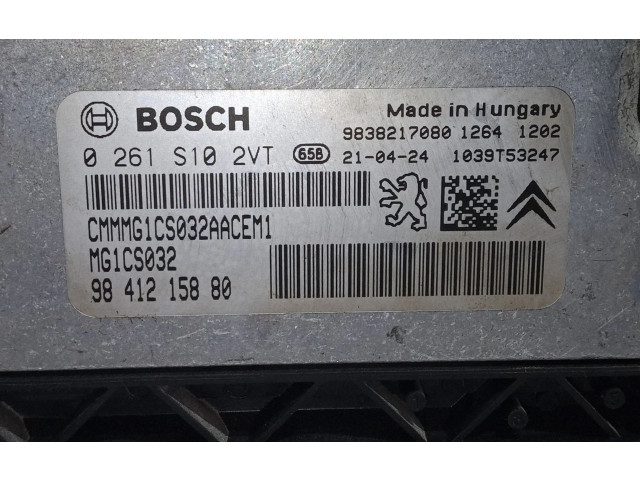 BOSCH
Made in Hungary
9838217080 1264 1202
0 261 S10 2VT 65B 21-04-24 1039T53247
CMMMG1CS032AACEM1
MG1CS032
98 412 158 80